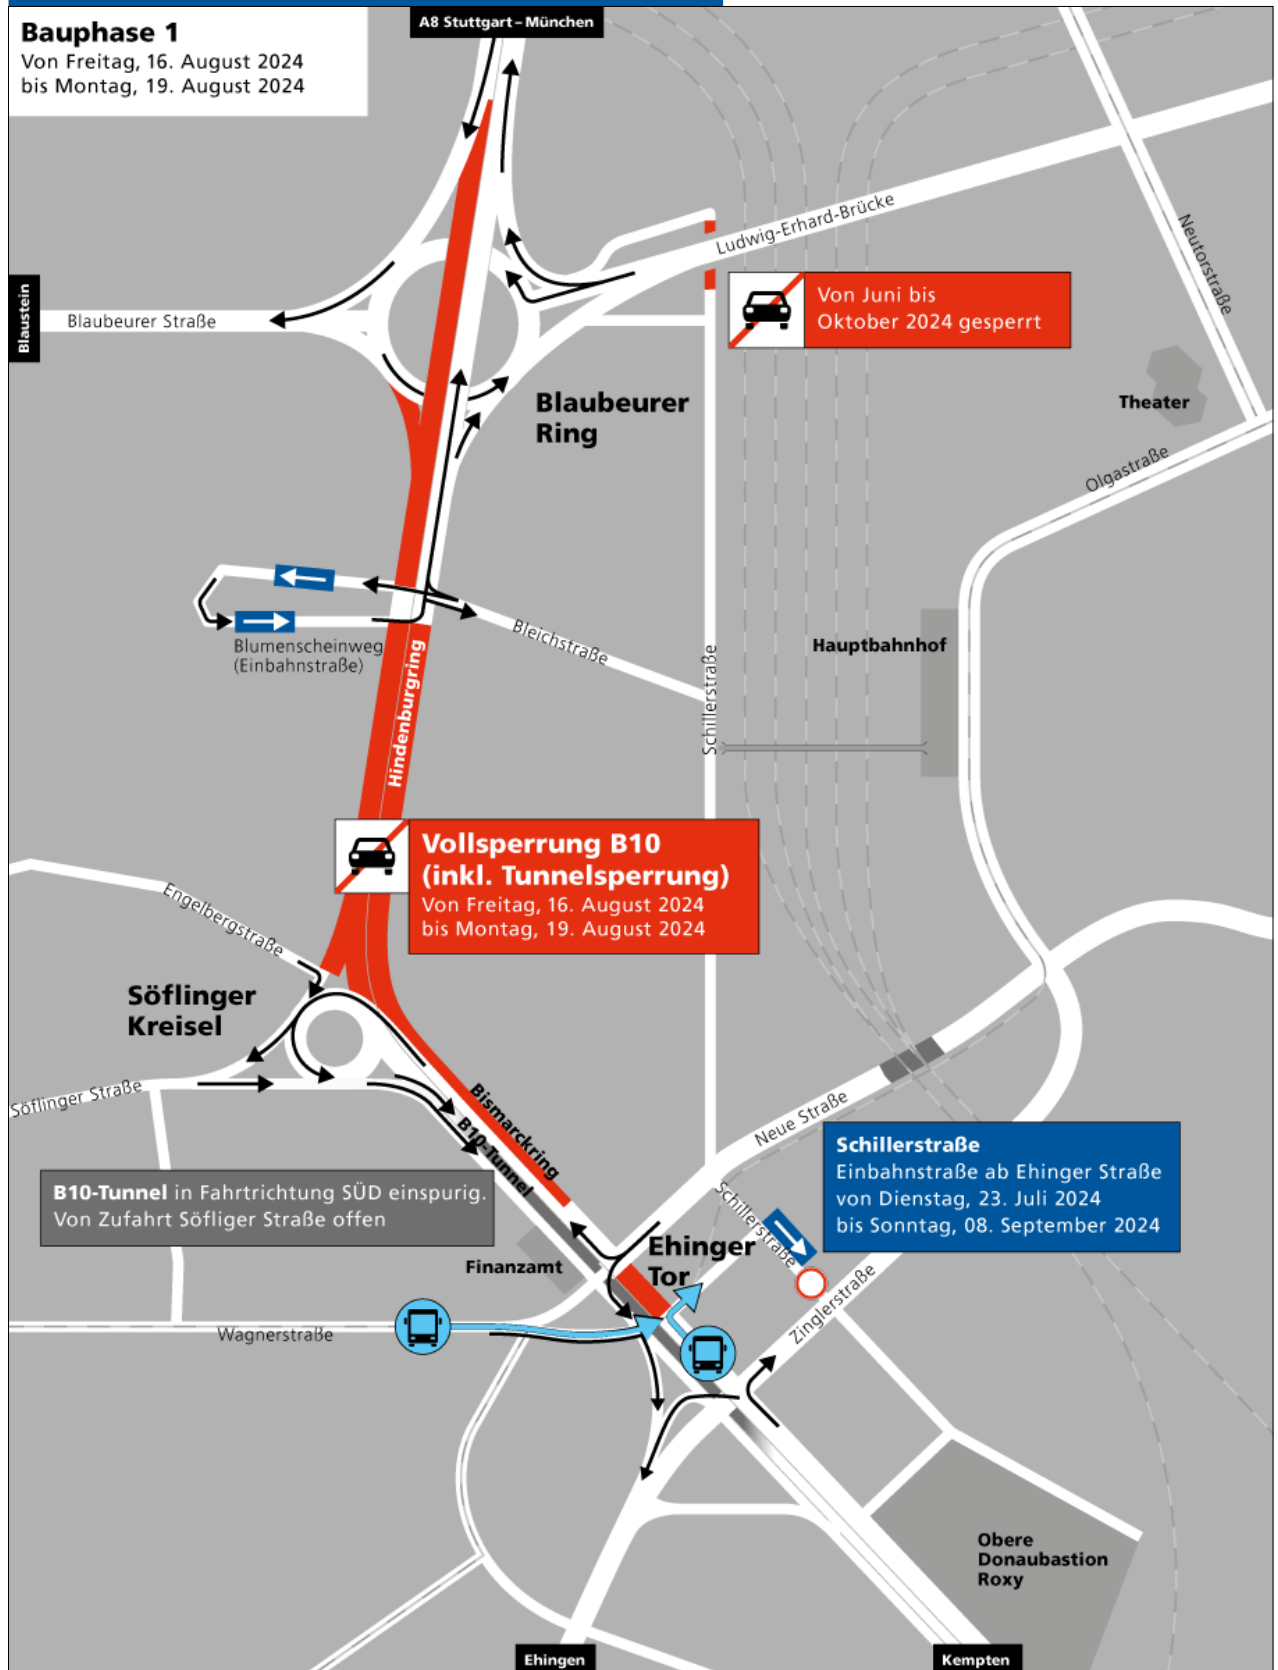 Bauphase 1
Von Freitag, 16. August 2024
bis Montag, 19. August 2024
A8 Stuttgart – München
Ludwig-Erhard-Brücke
Neutorstraße
Blaustein
Blaubeurer Straße
Von Juni bis
Oktober 2024 gesperrt
Blaubeurer
Ring
Theater
Olgastraße
Blumenscheinweg
(Einbahnstraße)
Bleichstraße
Hauptbahnhof
Schillerstraße
Hindenburgring
Vollsperrung B10
(inkl. Tunnelsperrung)
Von Freitag, 16. August 2024
bis Montag, 19. August 2024
Engelbergstraße
Söflinger
Kreisel
Söflinger Straße
Bismarckring
B10-Tunnel
Neue Straße
B10-Tunnel in Fahrtrichtung SÜD einspurig.
Von Zufahrt Söfliger Straße offen
Schillerstraße
Einbahnstraße ab Ehinger Straße
von Dienstag, 23. Juli 2024
bis Sonntag, 08. September 2024
Schillerstraße
Ehinger
Tor
Finanzamt
Zinglerstraße
Wagnerstraße
Obere
Donaubastion
Roxy
Ehingen
Kempten